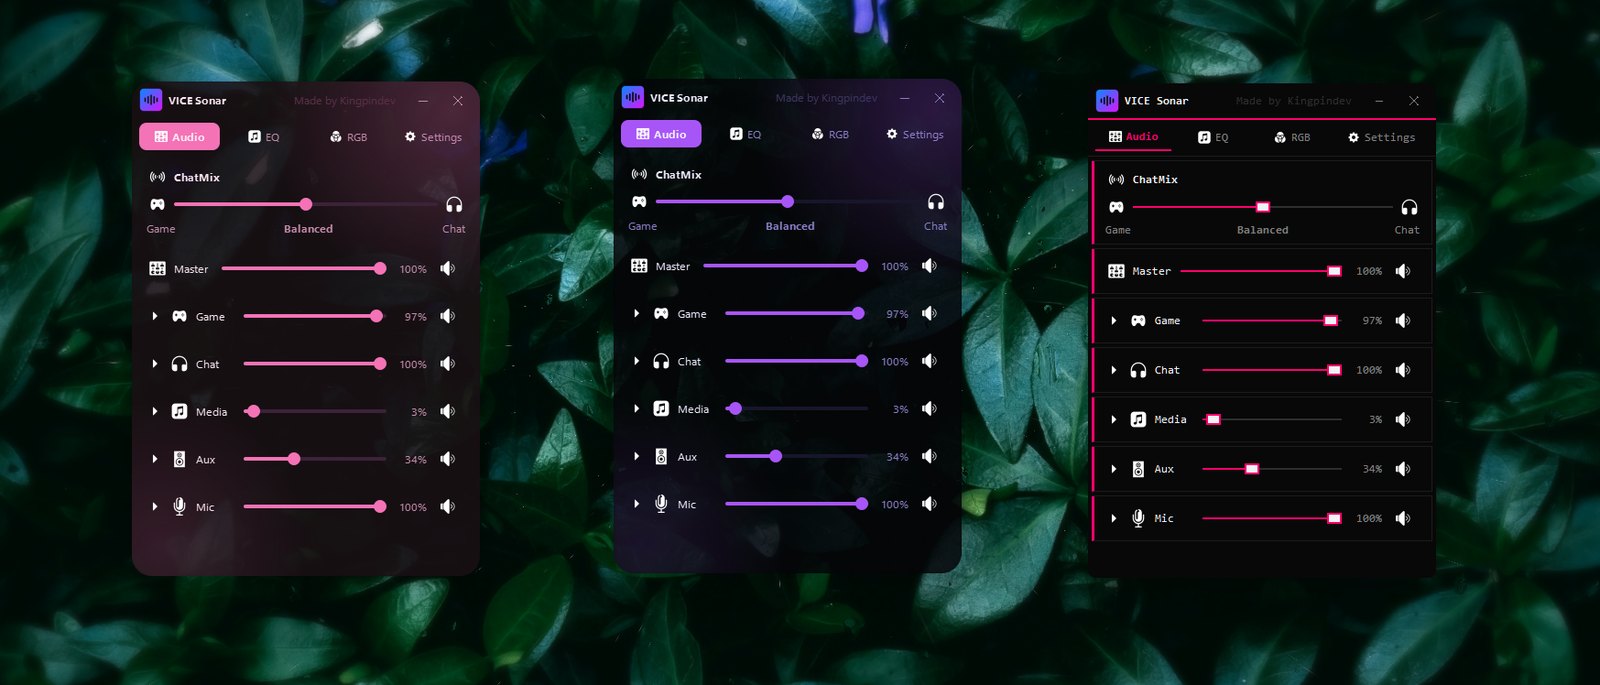 VICE Sonar Made by Kingpindev
Audio EQ RGB Settings
ChatMix
Game Balanced Chat
Master 100%
Game 97%
Chat 100%
Media 3%
Aux 34%
Mic 100%
VICE Sonar Made by Kingpindev
Audio EQ RGB Settings
ChatMix
Game Balanced Chat
Master 100%
Game 97%
Chat 100%
Media 3%
Aux 34%
Mic 100%
VICE Sonar Made by Kingpindev
Audio EQ RGB Settings
ChatMix
Game Balanced Chat
Master 100%
Game 97%
Chat 100%
Media 3%
Aux 34%
Mic 100%